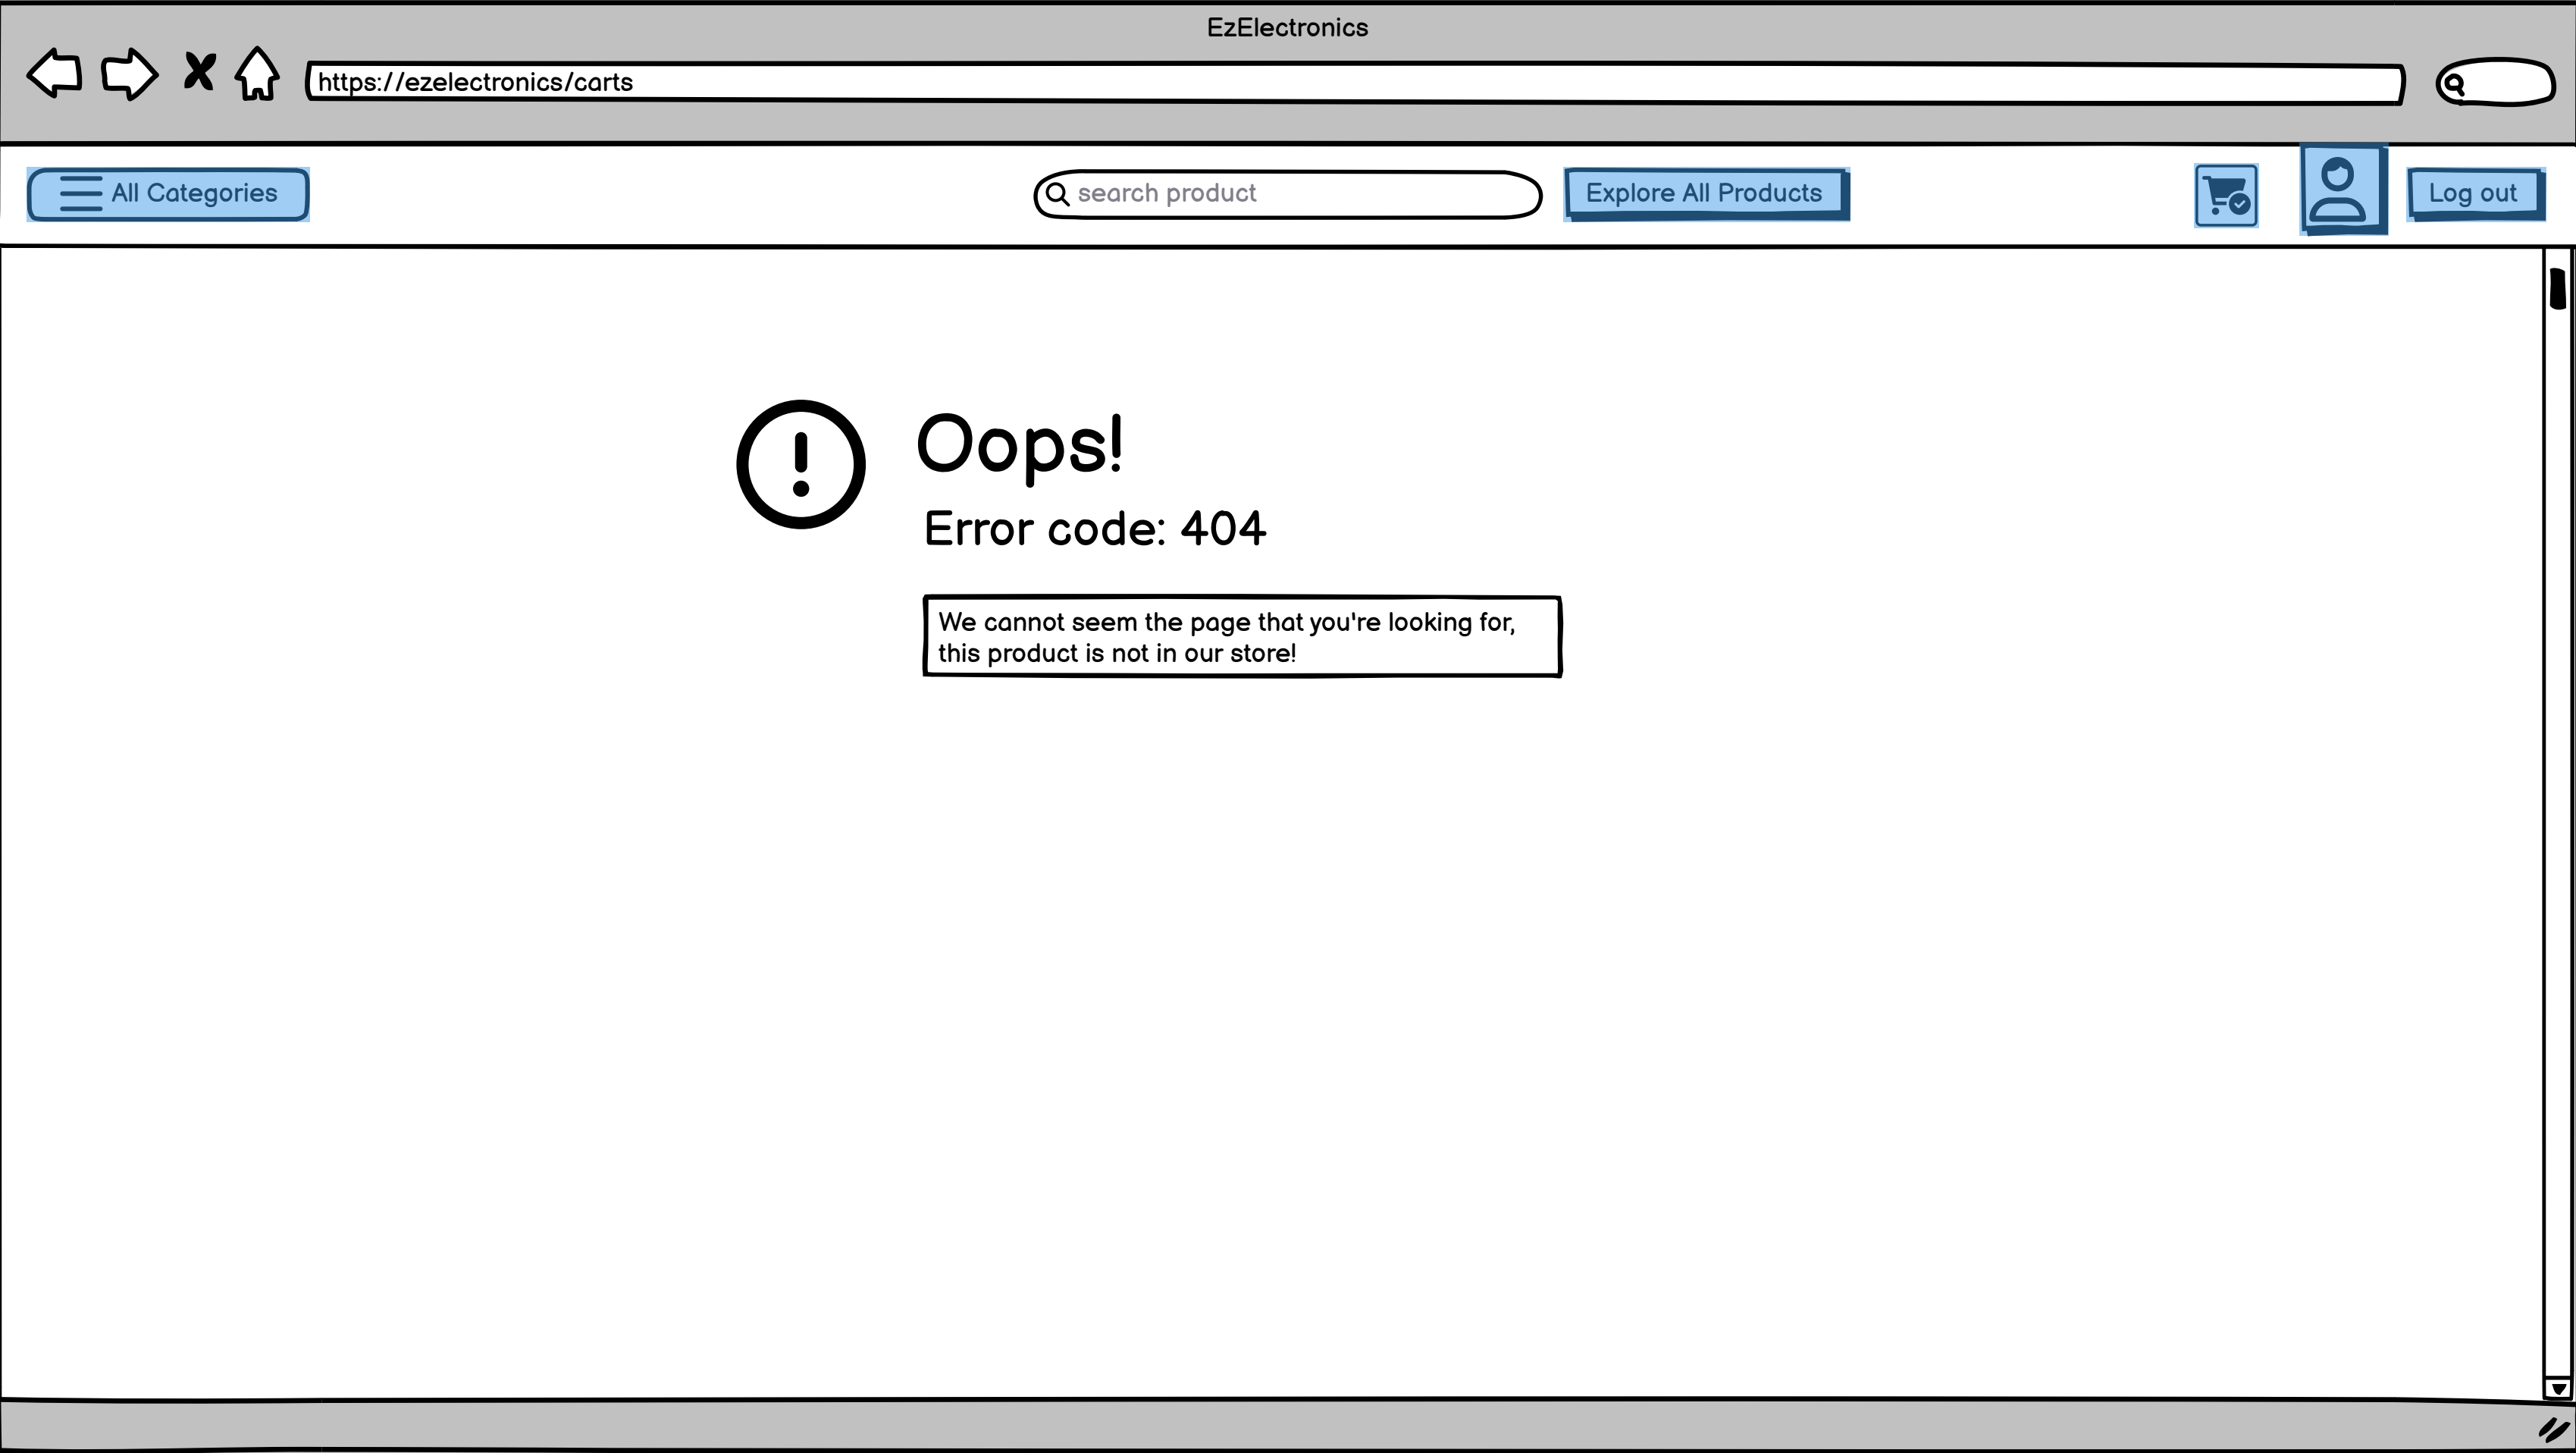 EzElectronics
https://ezelectronics/carts
All Categories
search product
Explore All Products
Log out
Oops!
Error code: 404
We cannot seem the page that you're looking for,
this product is not in our store!